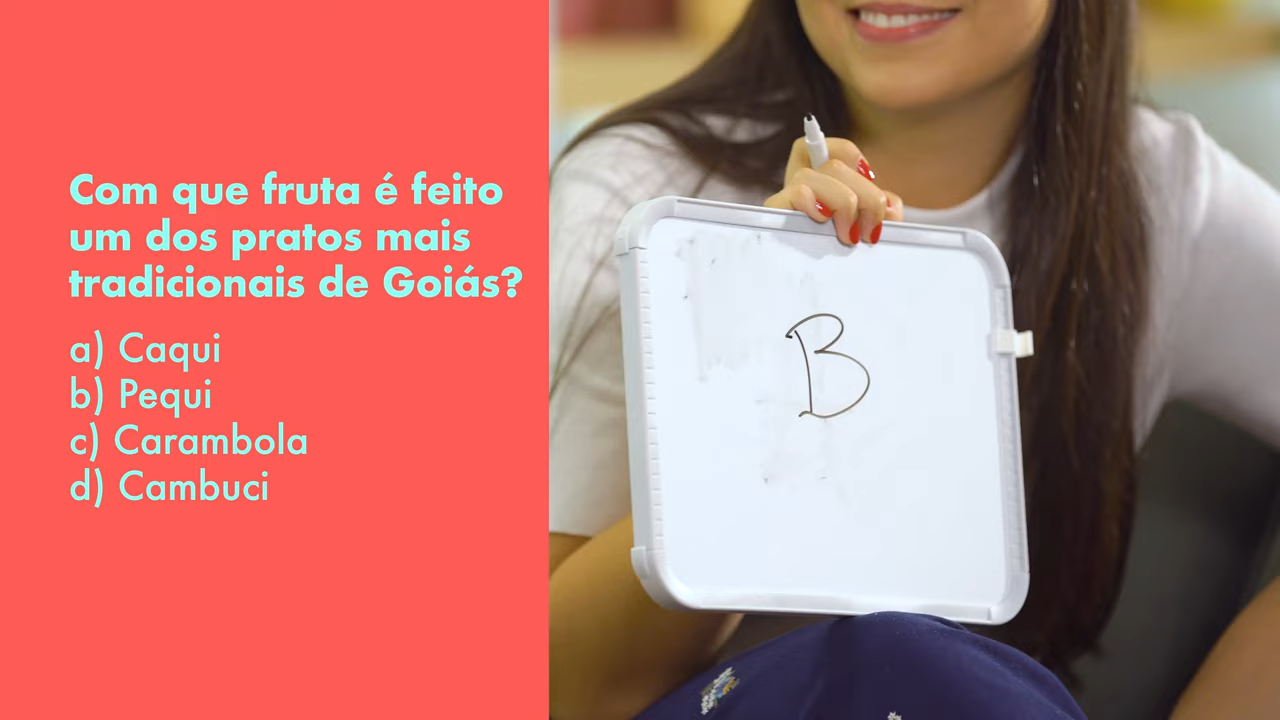 Com que fruta é feito
um dos pratos mais
tradicionais de Goiás?
a) Caqui
b) Pequi
c) Carambola
d) Cambuci
B